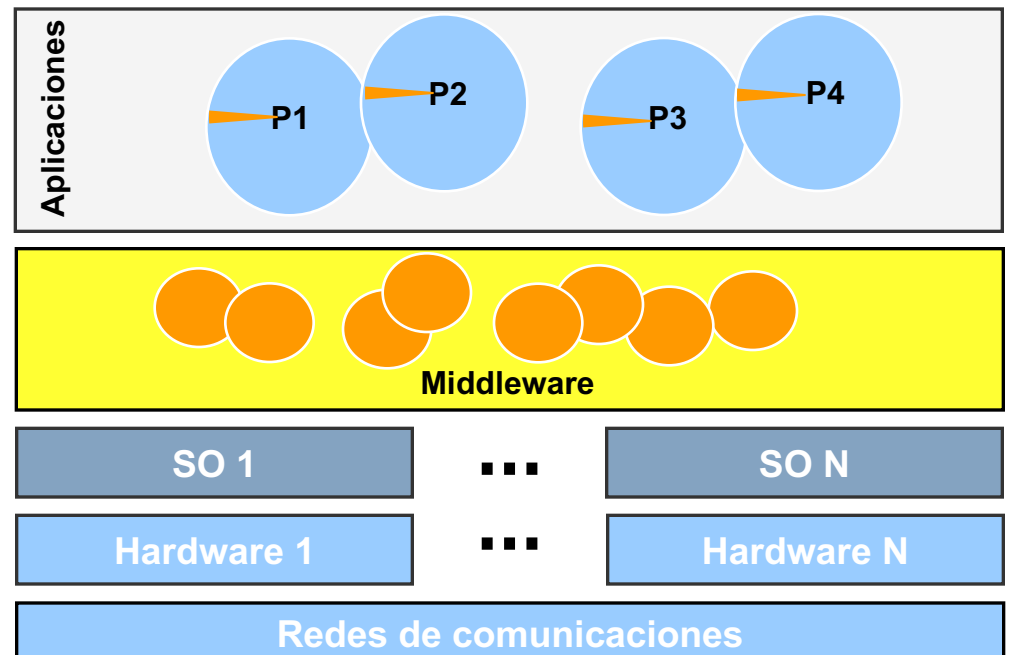 Aplicaciones
P1
P2
P3
P4
Middleware
SO 1
...
SO N
Hardware 1
...
Hardware N
Redes de comunicaciones